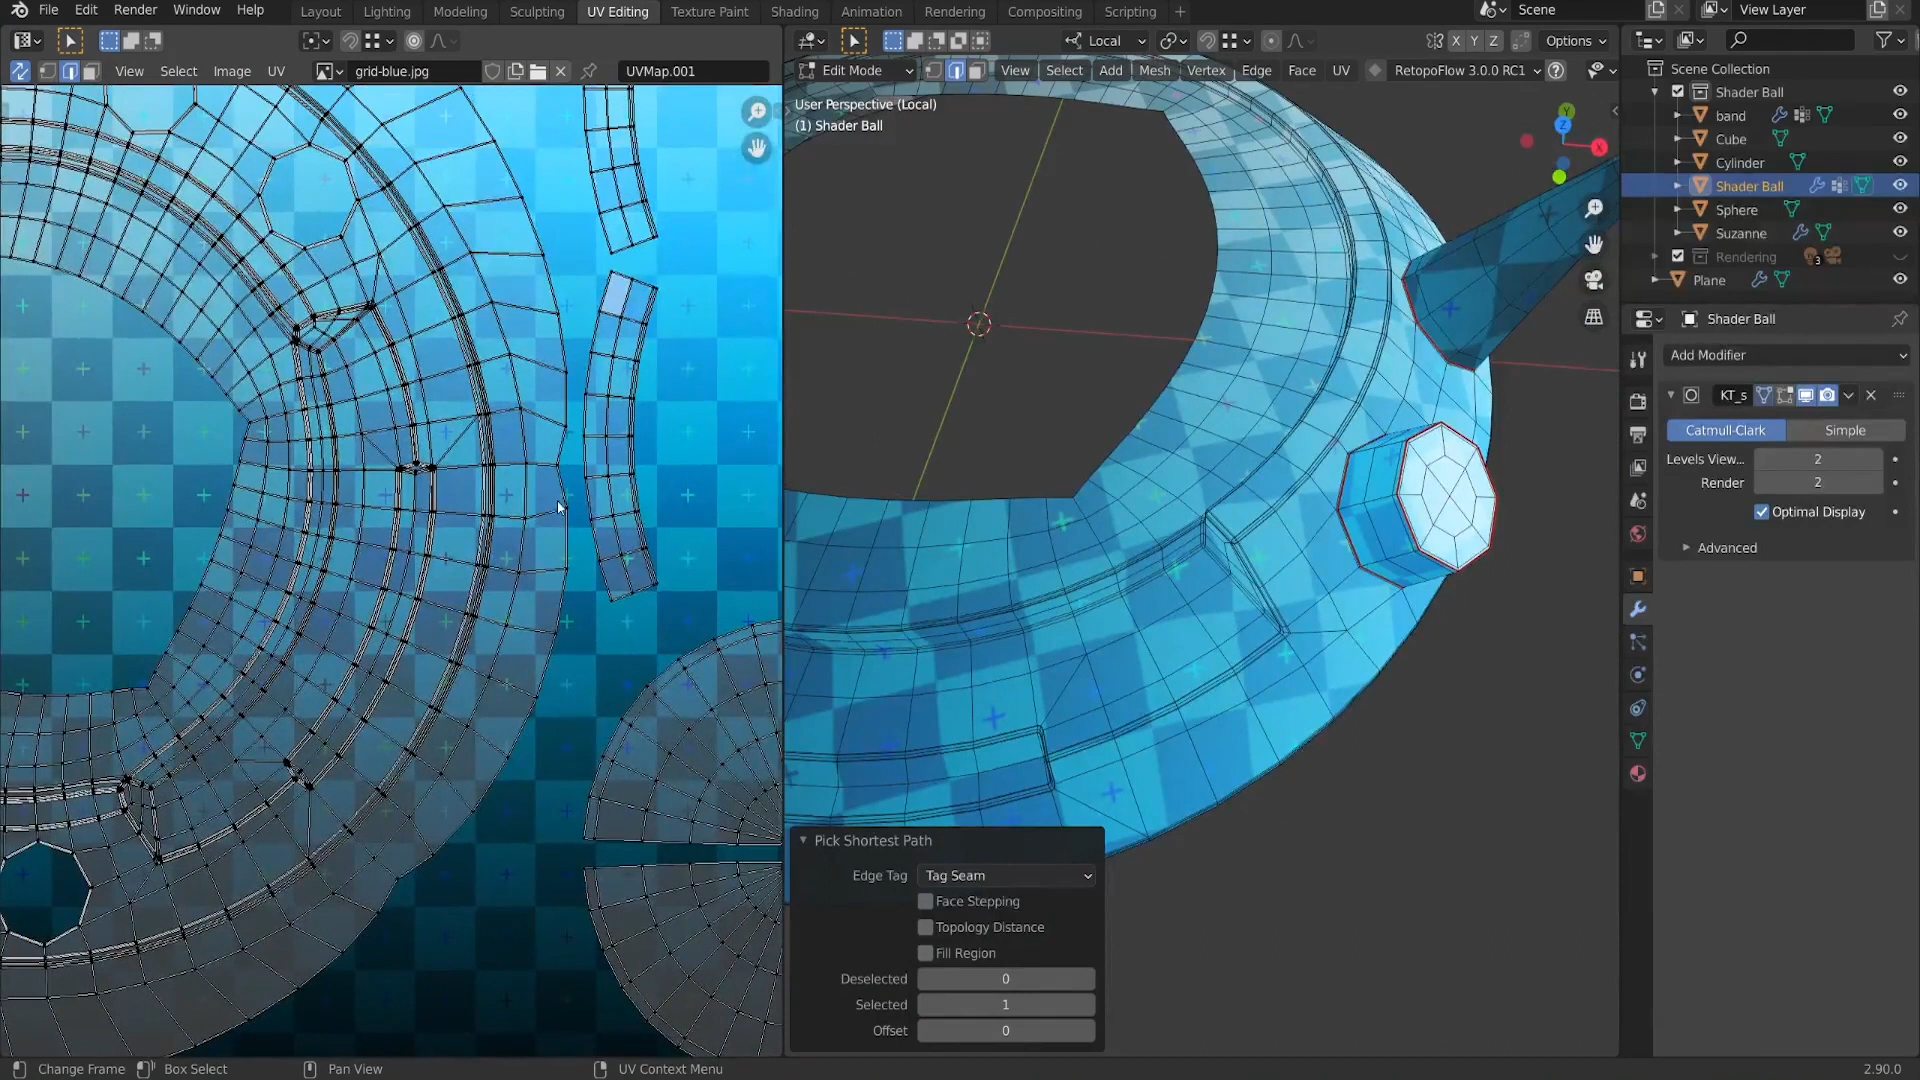 File Edit Render Window Help Layout Lighting Modeling Sculpting UV Editing Texture Paint Shading Animation Rendering Compositing Scripting + Scene View Layer
Local X Y Z Options
View Select Image UV grid-blue.jpg UVMap.001 Edit Mode View Select Add Mesh Vertex Edge Face UV RetopoFlow 3.0.0 RC1 Scene Collection
User Perspective (Local)
(1) Shader Ball
Shader Ball
band
Cube
Cylinder
Shader Ball
Sphere
Suzanne
Rendering 3
Plane
Y
Z
X
Shader Ball
Add Modifier
KT_s
Catmull-Clark Simple
Levels View... 2
Render 2
Optimal Display
Advanced
Pick Shortest Path
Edge Tag Tag Seam
Face Stepping
Topology Distance
Fill Region
Deselected 0
Selected 1
Offset 0
Change Frame Box Select Pan View UV Context Menu 2.90.0